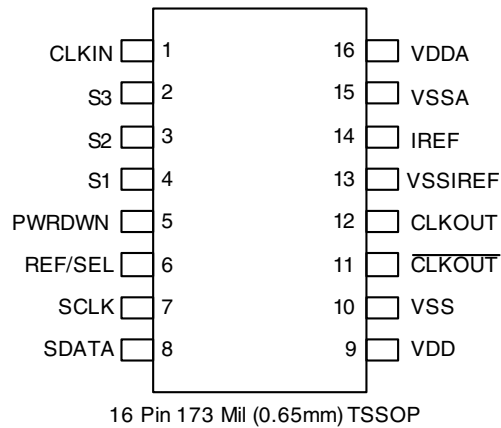 CLKIN 1 16 VDDA
S3 2 15 VSSA
S2 3 14 IREF
S1 4 13 VSSIREF
PWRDWN 5 12 CLKOUT
REF/SEL 6 11 CLKOUT
SCLK 7 10 VSS
SDATA 8 9 VDD
16 Pin 173 Mil (0.65mm) TSSOP